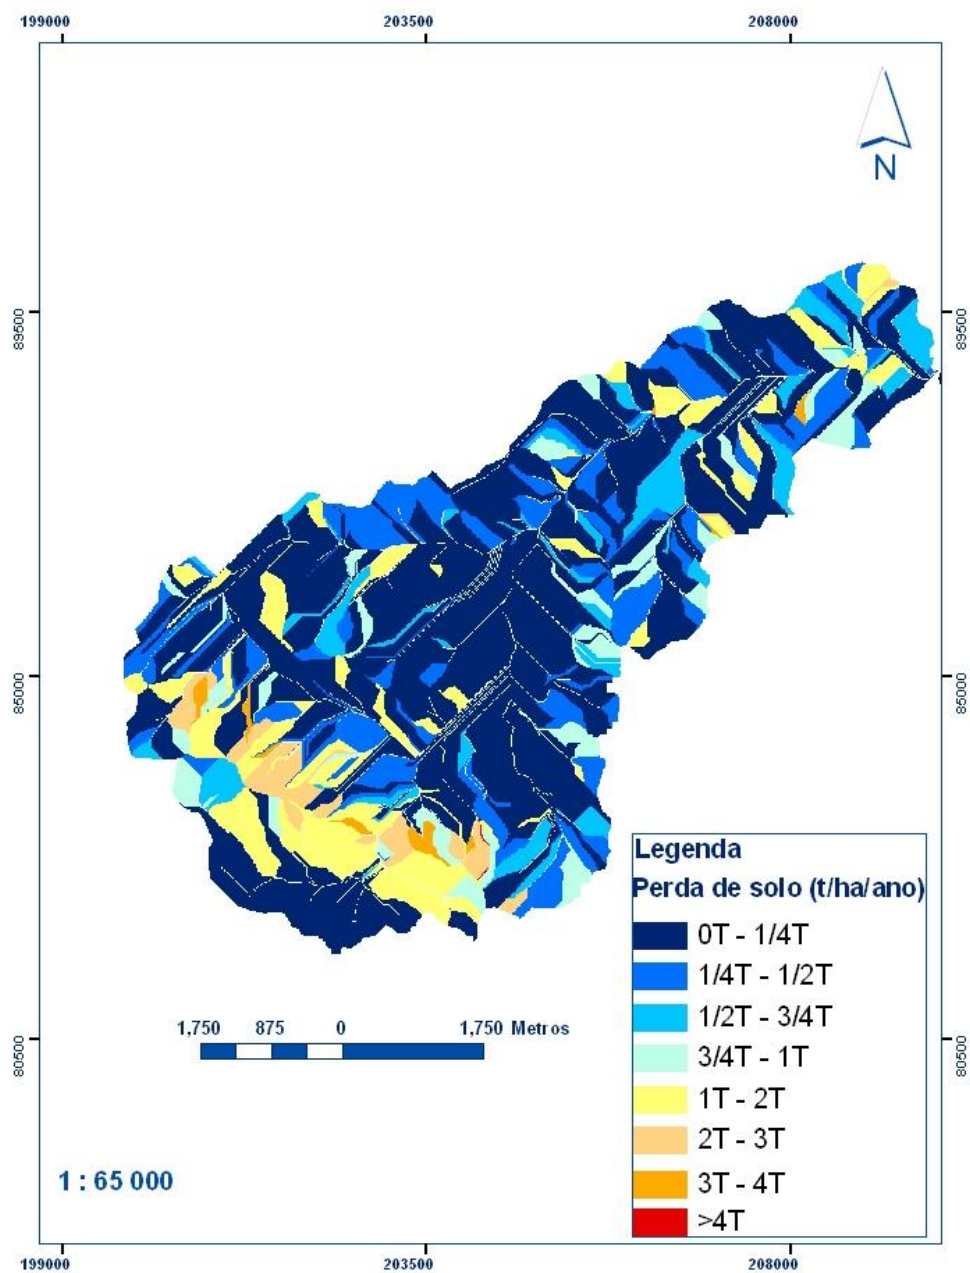 199000 203500 208000
N
89500 89500
85000 85000
Legenda
Perda de solo (t/ha/ano)
0T - 1/4T
1/4T - 1/2T
1/2T - 3/4T
3/4T - 1T
1T - 2T
2T - 3T
3T - 4T
>4T
1,750 875 0 1,750 Metros
80500 80500
1 : 65 000
199000 203500 208000